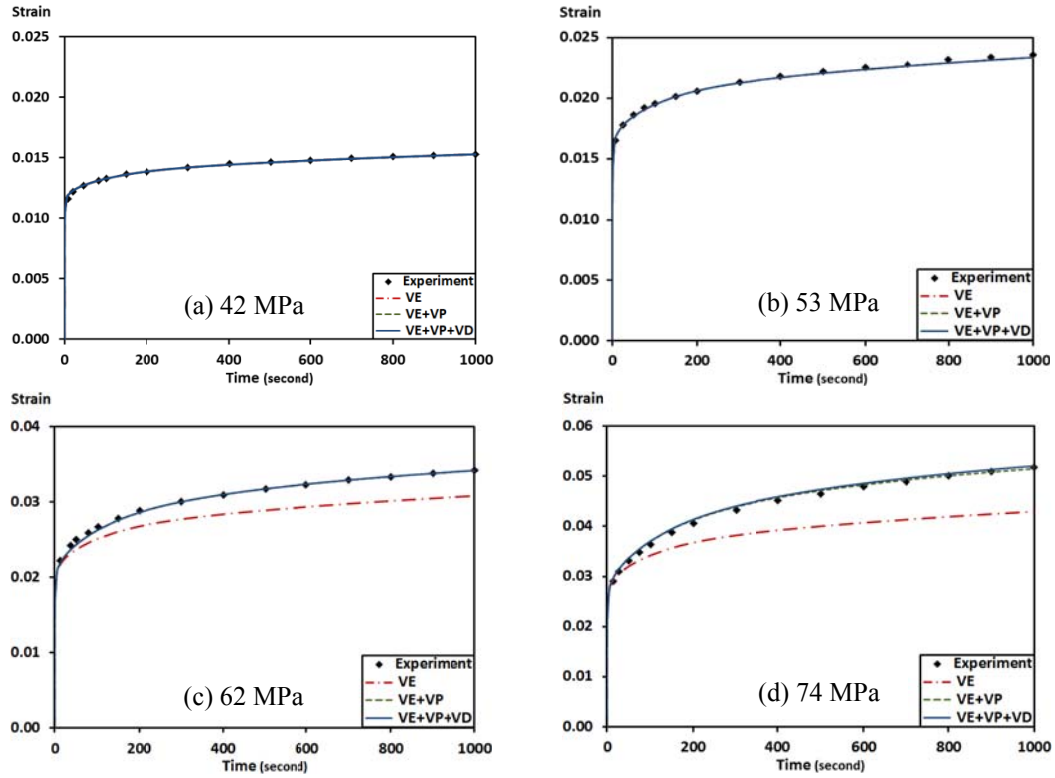 Strain
0.025
0.020
0.015
0.010
0.005
0.000
0
200
400
600
800
1000
Time (second)
(a) 42 MPa
Experiment
VE
VE+VP
VE+VP+VD
Strain
0.025
0.020
0.015
0.010
0.005
0.000
0
200
400
600
800
1000
Time (second)
(b) 53 MPa
Experiment
VE
VE+VP
VE+VP+VD
Strain
0.04
0.03
0.02
0.01
0.00
0
200
400
600
800
1000
Time (second)
(c) 62 MPa
Experiment
VE
VE+VP
VE+VP+VD
Strain
0.06
0.05
0.04
0.03
0.02
0.01
0.00
0
200
400
600
800
1000
Time (second)
(d) 74 MPa
Experiment
VE
VE+VP
VE+VP+VD